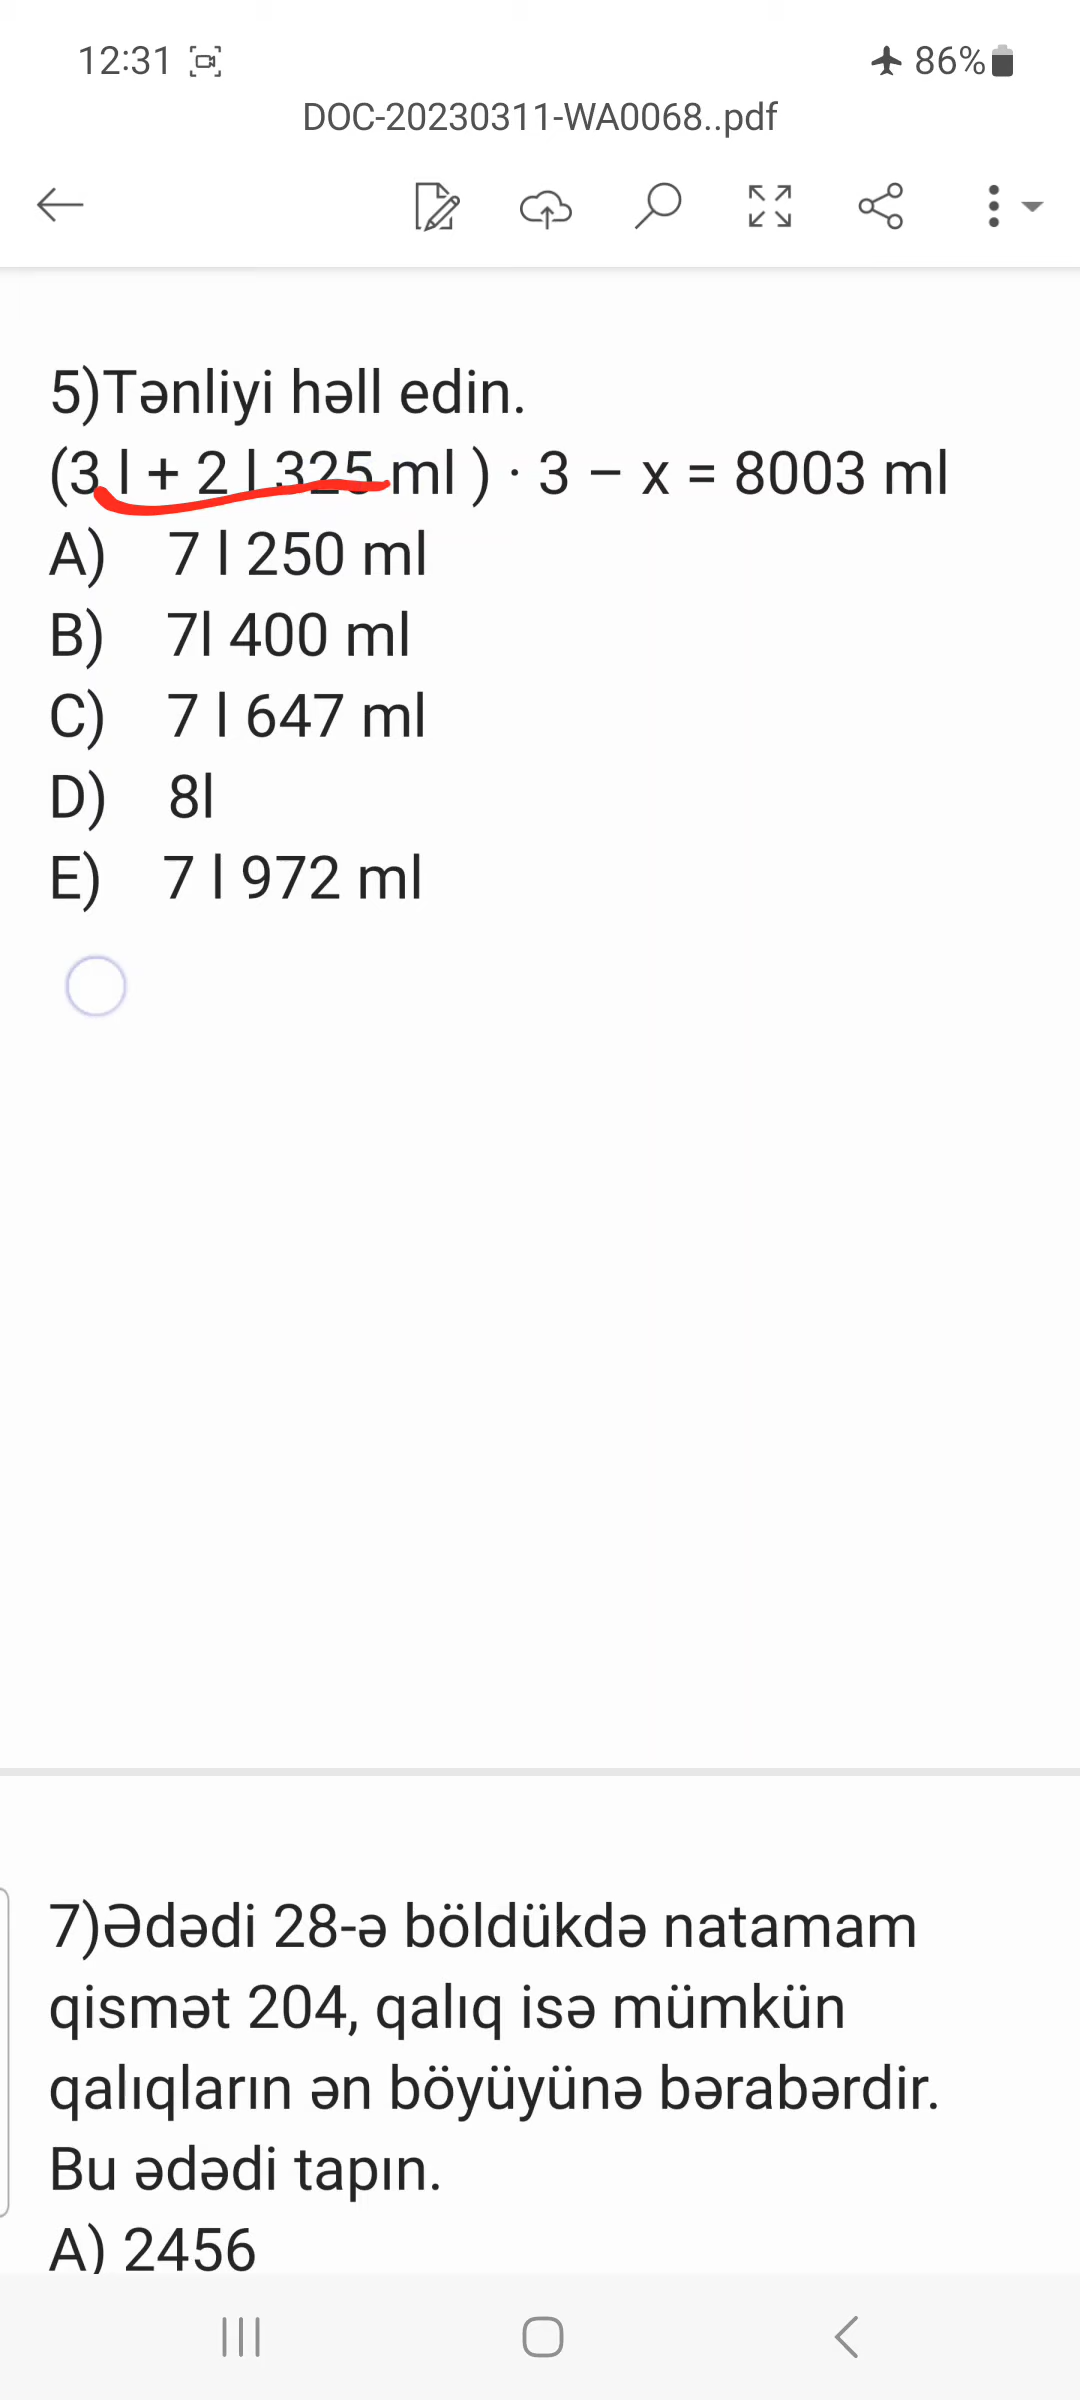 12:31
86%
DOC-20230311-WA0068..pdf
5)Tənliyi həll edin.
(3 l + 2 l 325 ml ) · 3 – x = 8003 ml
A) 7 l 250 ml
B) 7l 400 ml
C) 7 l 647 ml
D) 8l
E) 7 l 972 ml
7)Ədədi 28-ə böldükdə natamam
qismət 204, qalıq isə mümkün
qalıqların ən böyüyünə bərabərdir.
Bu ədədi tapın.
A) 2456